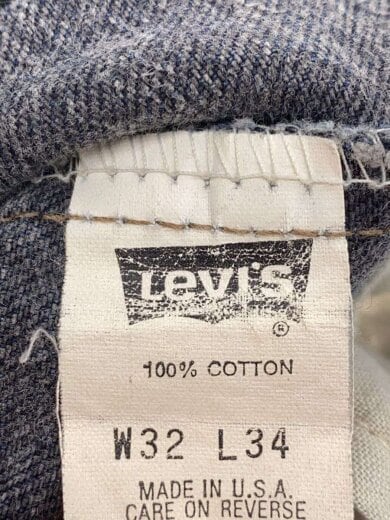 Levi's
®
100% COTTON
W32 L34
MADE IN U.S.A.
CARE ON REVERSE